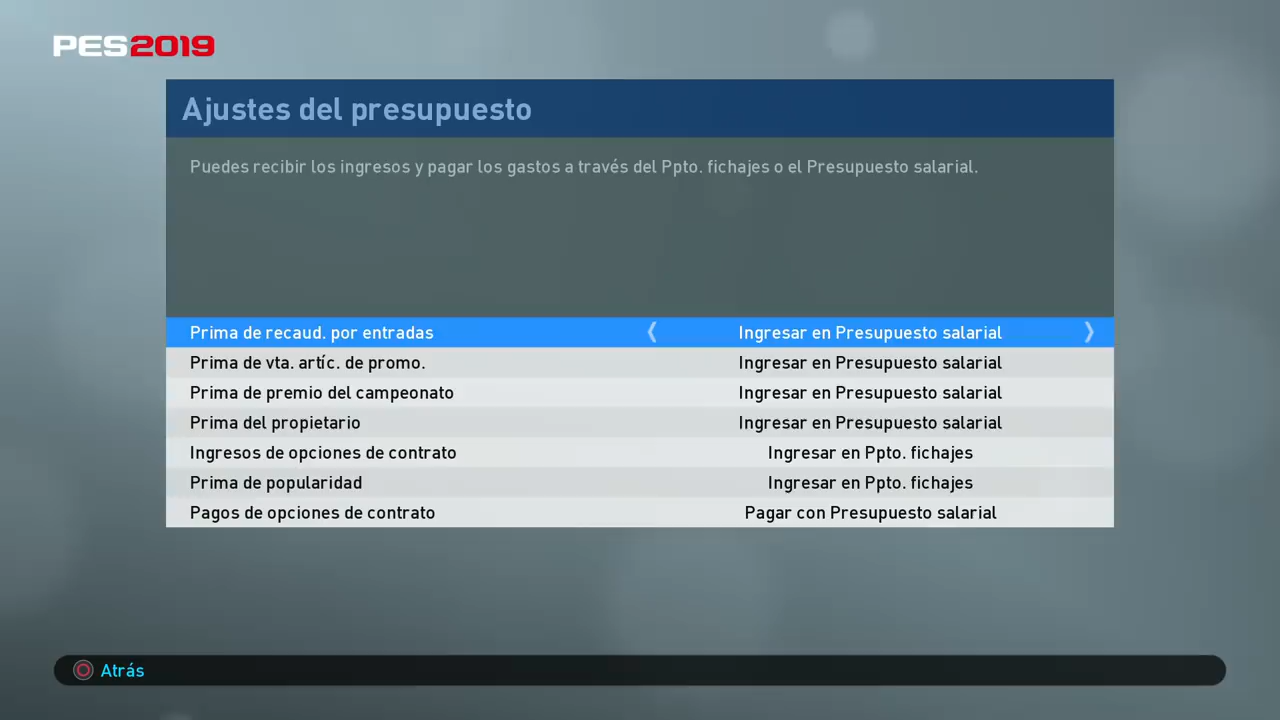 PES2019
Ajustes del presupuesto
Puedes recibir los ingresos y pagar los gastos a través del Ppto. fichajes o el Presupuesto salarial.
Prima de recaud. por entradas Ingresar en Presupuesto salarial
Prima de vta. artíc. de promo. Ingresar en Presupuesto salarial
Prima de premio del campeonato Ingresar en Presupuesto salarial
Prima del propietario Ingresar en Presupuesto salarial
Ingresos de opciones de contrato Ingresar en Ppto. fichajes
Prima de popularidad Ingresar en Ppto. fichajes
Pagos de opciones de contrato Pagar con Presupuesto salarial
Atrás